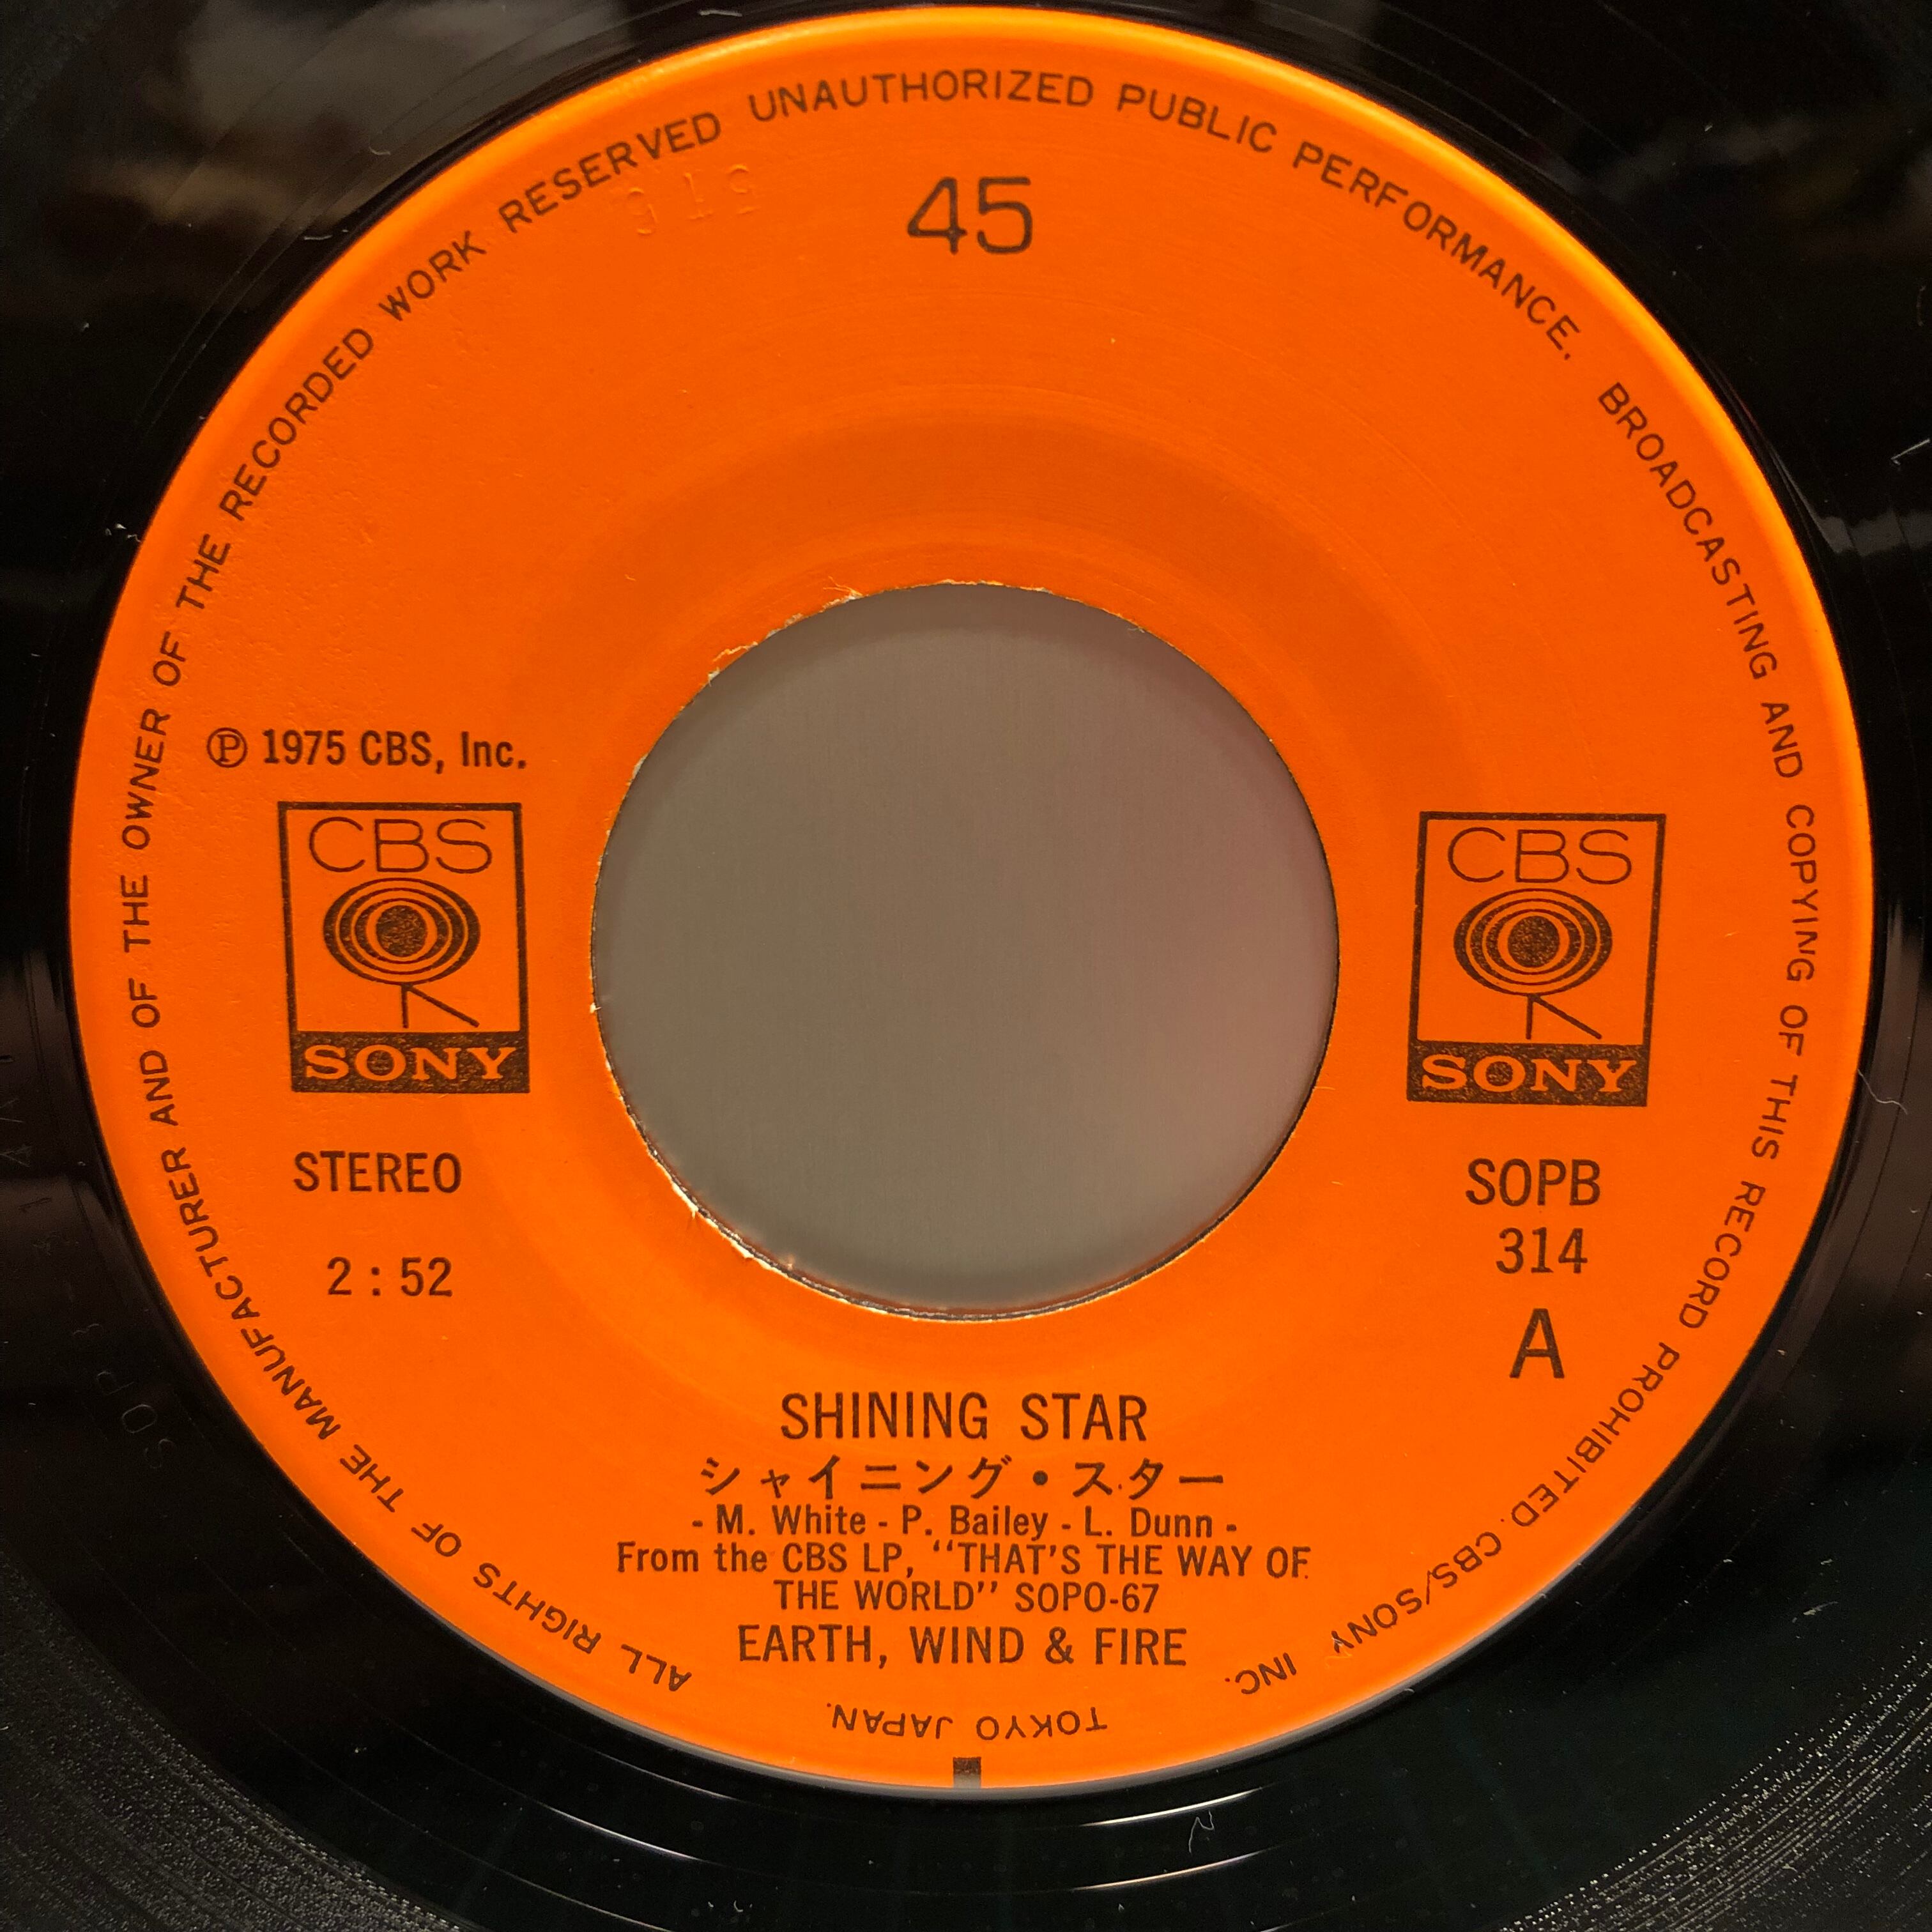 ALL RIGHTS OF THE MANUFACTURER AND OF THE OWNER OF THE RECORDED WORK RESERVED UNAUTHORIZED PUBLIC PERFORMANCE. BROADCASTING AND COPYING OF THIS RECORD PROHIBITED. CBS/SONY INC. TOKYO JAPAN.
45
℗ 1975 CBS, Inc.
CBS
SONY
STEREO
2:52
CBS
SONY
SOPB
314
A
SHINING STAR
シャイニング・スター
- M. White - P. Bailey - L. Dunn -
From the CBS LP, "THAT'S THE WAY OF
THE WORLD" SOPO-67
EARTH, WIND & FIRE